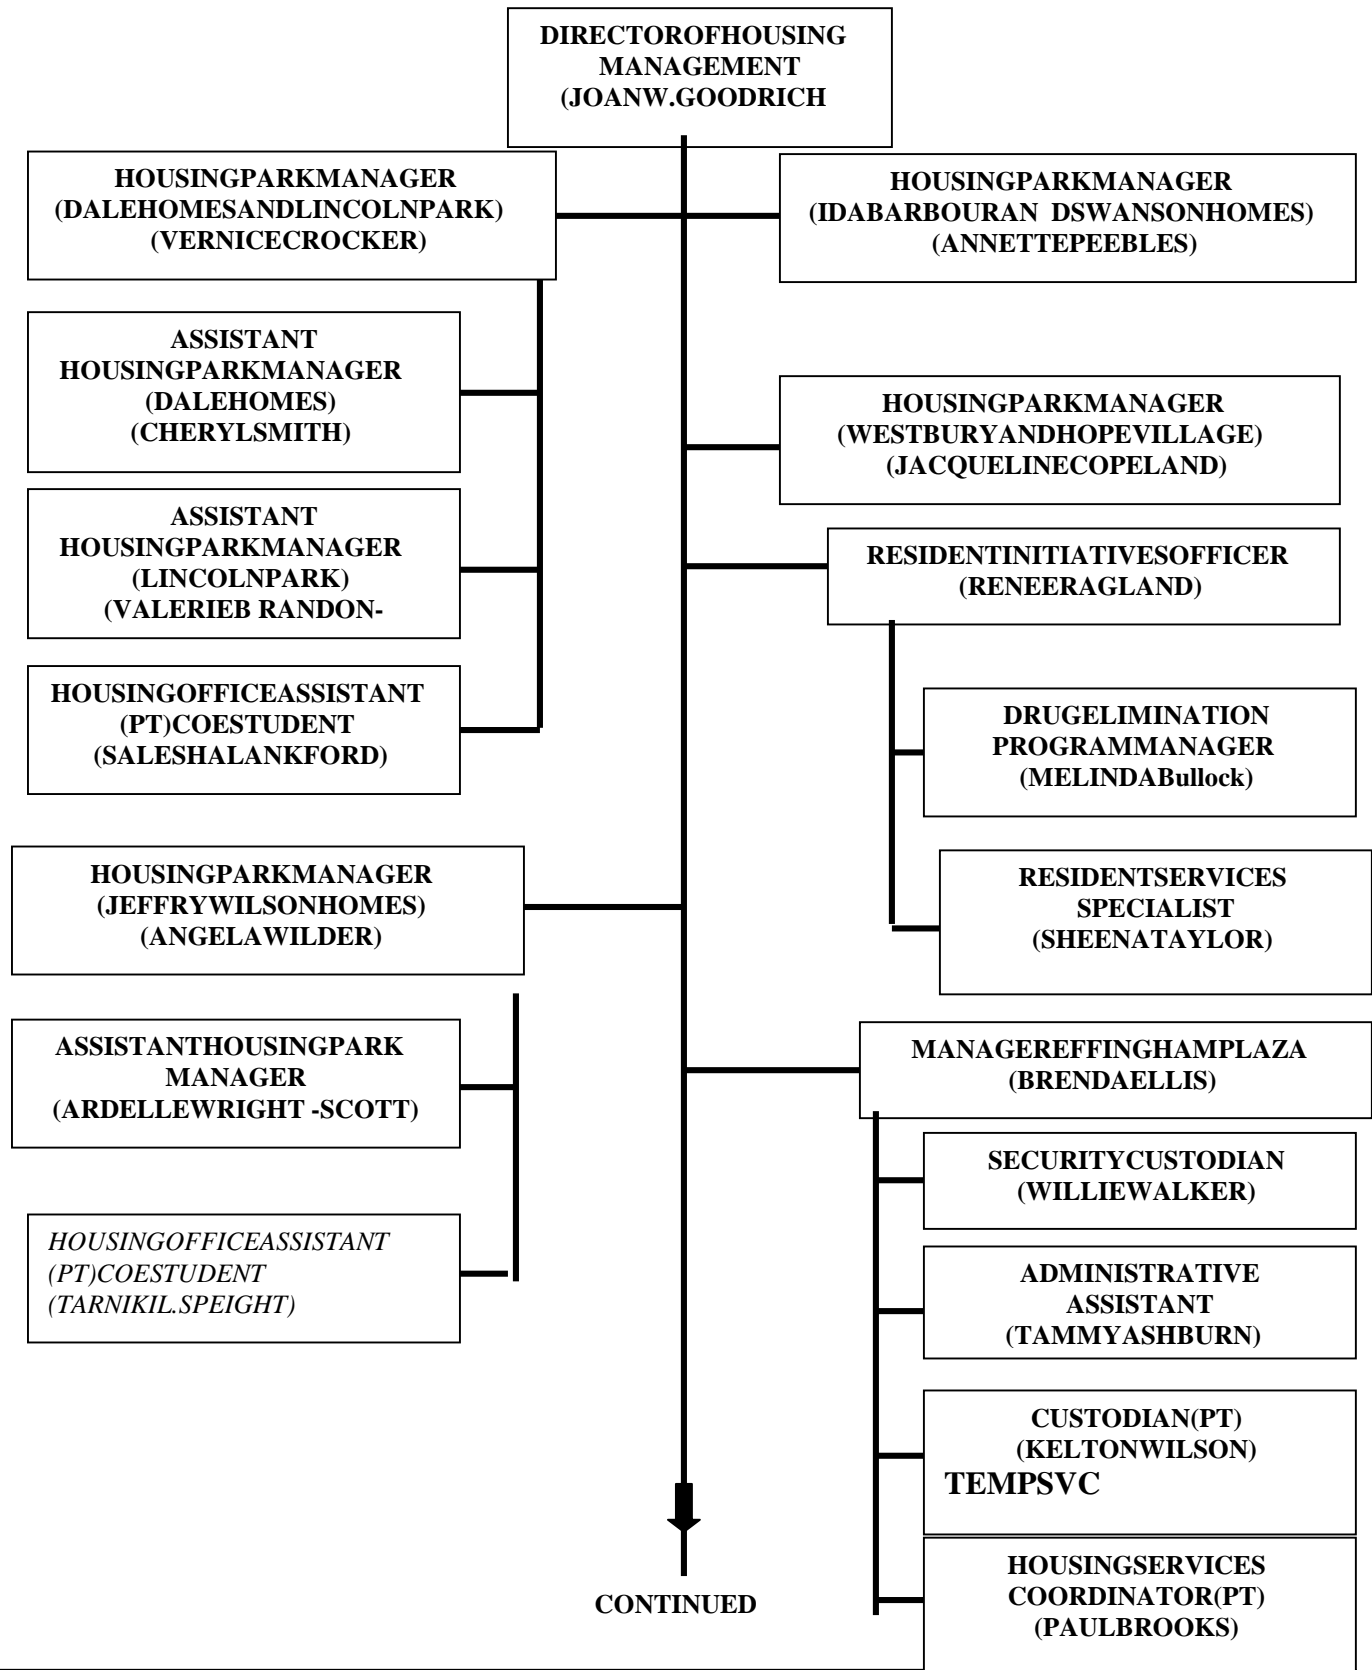 DIRECTOROFHOUSING
MANAGEMENT
(JOANW.GOODRICH
HOUSINGPARKMANAGER
(DALEHOMESANDLINCOLNPARK)
(VERNICECROCKER)
HOUSINGPARKMANAGER
(IDABARBOURAN DSWANSONHOMES)
(ANNETTEPEEBLES)
ASSISTANT
HOUSINGPARKMANAGER
(DALEHOMES)
(CHERYLSMITH)
HOUSINGPARKMANAGER
(WESTBURYANDHOPEVILLAGE)
(JACQUELINECOPELAND)
ASSISTANT
HOUSINGPARKMANAGER
(LINCOLNPARK)
(VALERIEB RANDON-
RESIDENTINITIATIVESOFFICER
(RENEERAGLAND)
HOUSINGOFFICEASSISTANT
(PT)COESTUDENT
(SALESHALANKFORD)
DRUGELIMINATION
PROGRAMMANAGER
(MELINDABullock)
HOUSINGPARKMANAGER
(JEFFRYWILSONHOMES)
(ANGELAWILDER)
RESIDENTSERVICES
SPECIALIST
(SHEENATAYLOR)
ASSISTANTHOUSINGPARK
MANAGER
(ARDELLEWRIGHT -SCOTT)
MANAGEREFFINGHAMPLAZA
(BRENDAELLIS)
SECURITYCUSTODIAN
(WILLIEWALKER)
HOUSINGOFFICEASSISTANT
(PT)COESTUDENT
(TARNIKIL.SPEIGHT)
ADMINISTRATIVE
ASSISTANT
(TAMMYASHBURN)
CUSTODIAN(PT)
(KELTONWILSON)
TEMPSVC
HOUSINGSERVICES
COORDINATOR(PT)
(PAULBROOKS)
CONTINUED